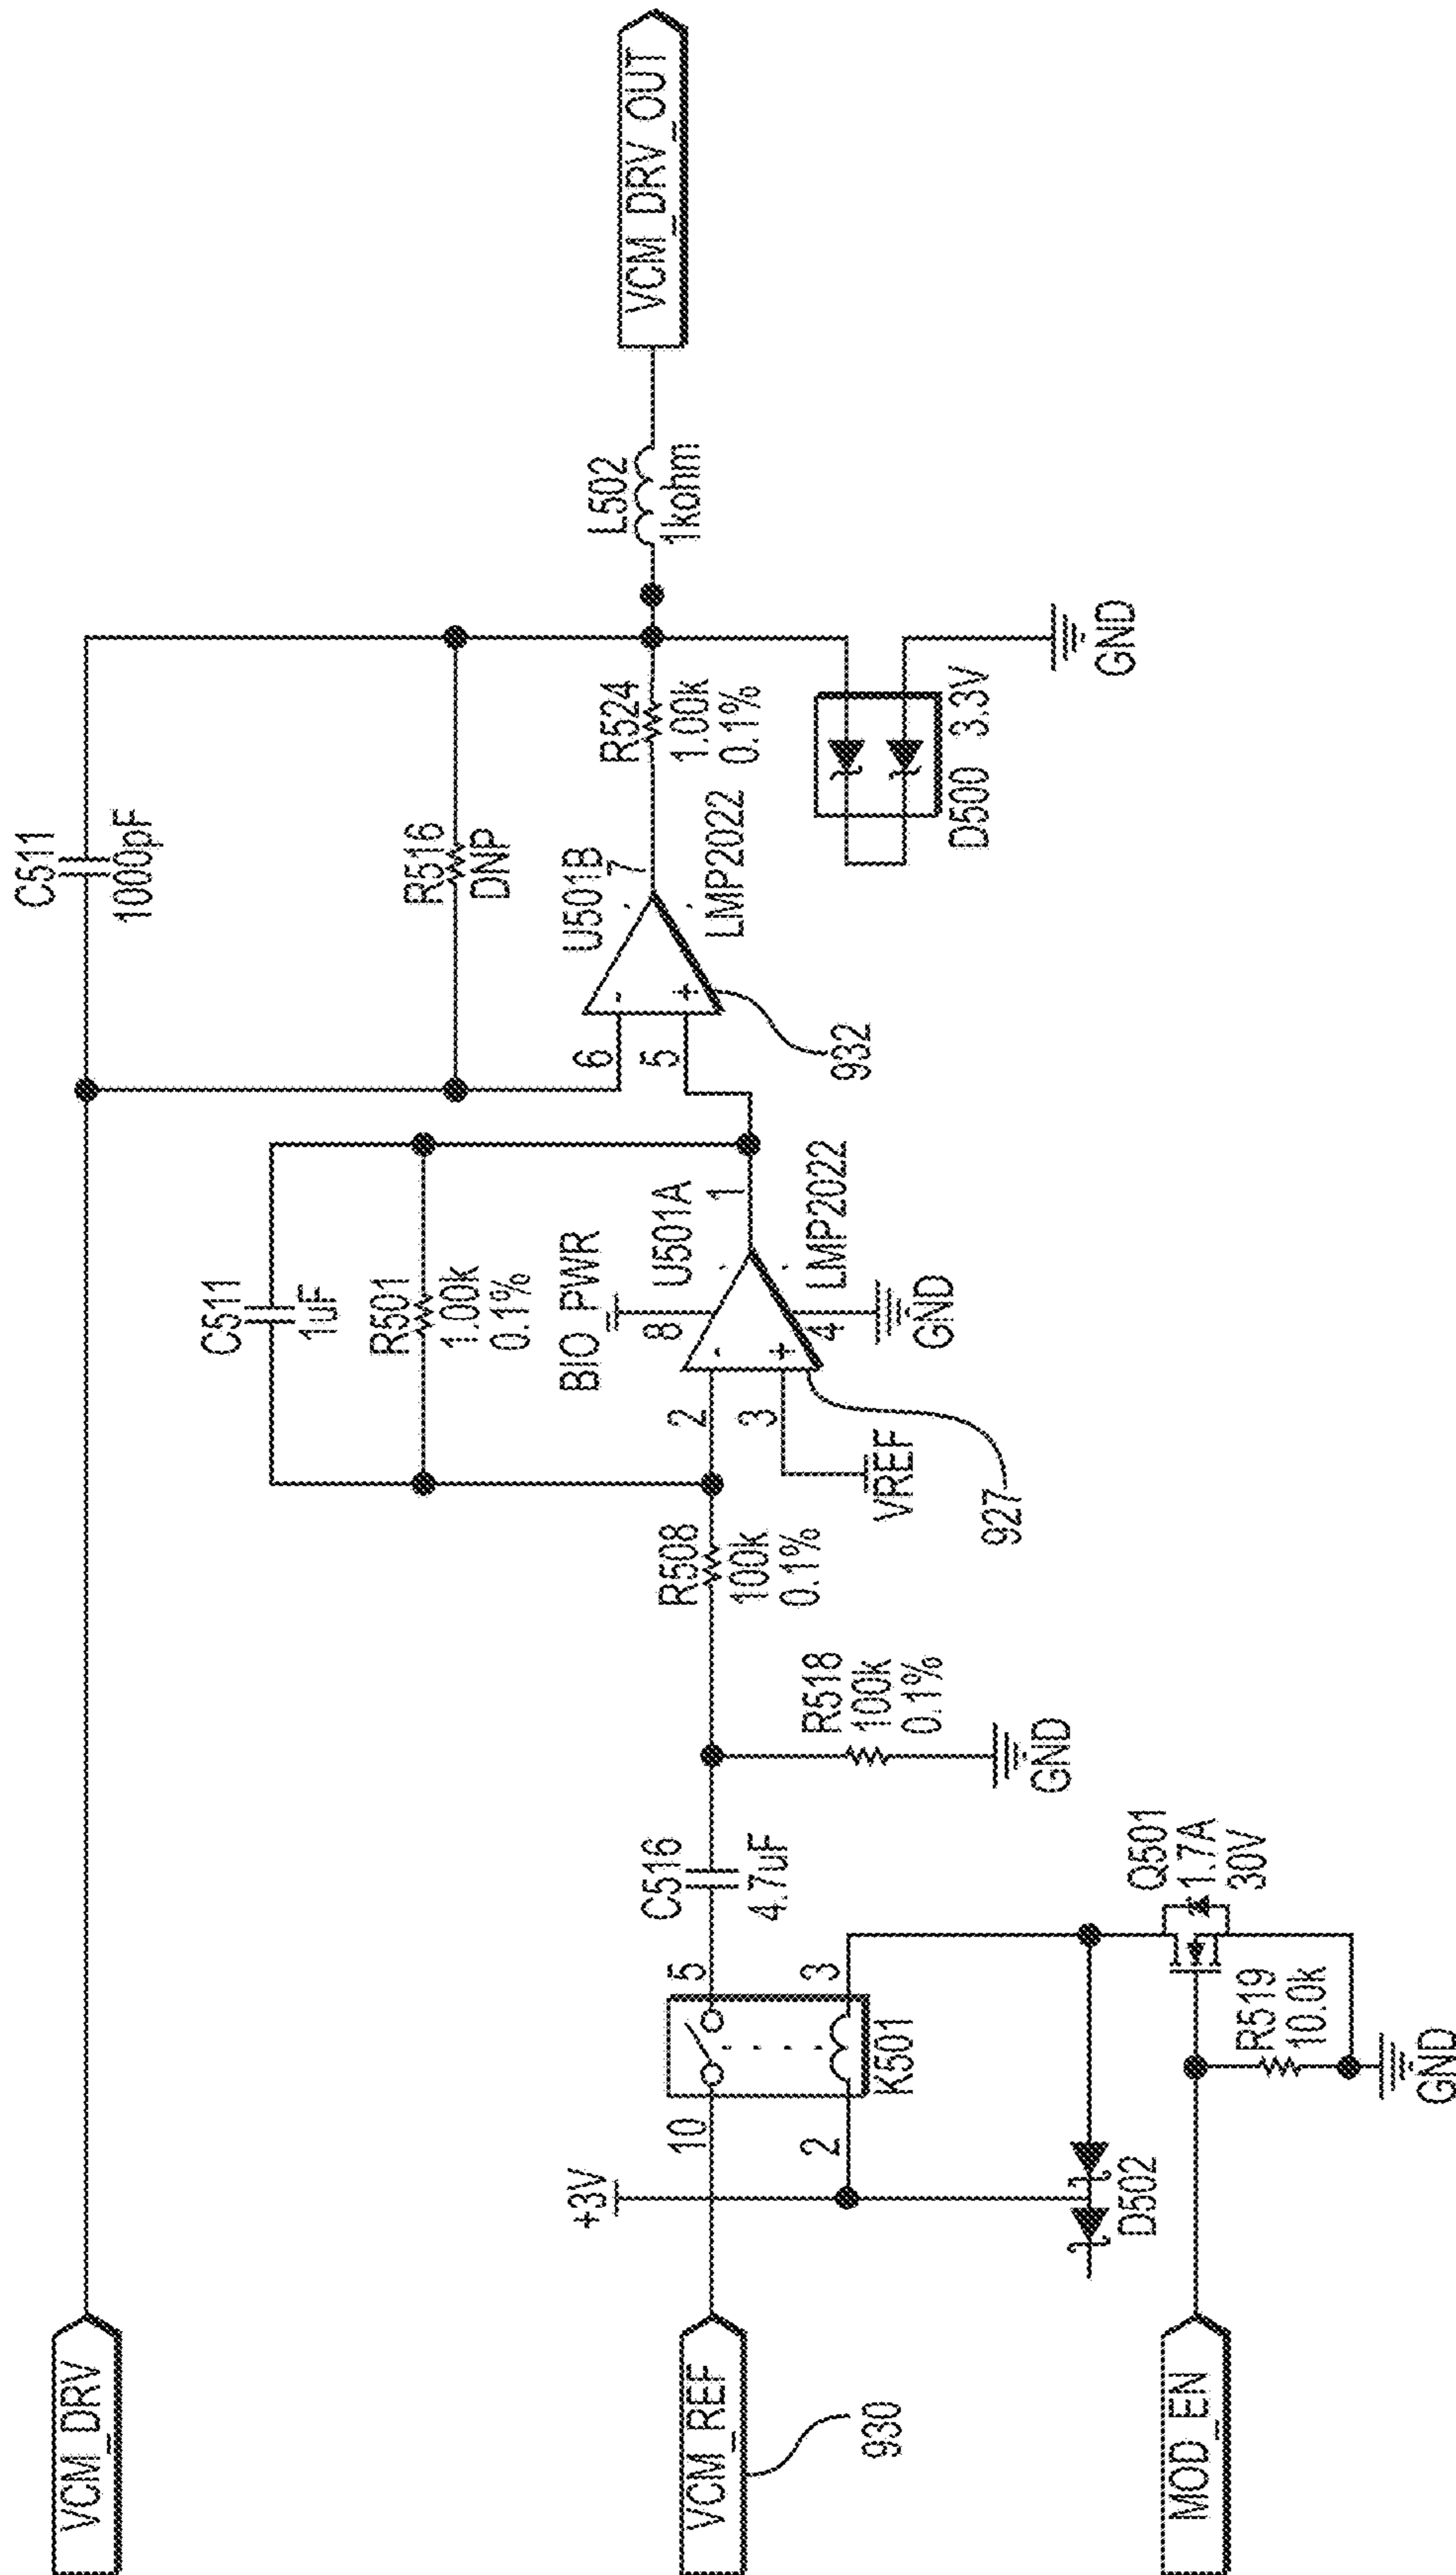 VCM_DRV
C511
1000pF
R516
DNP
C511
1uF
R501
1.00k
0.1%
BIO_PWR
U501A
8
2
-
3
+
1
4
LMP2022
GND
VREF
927
U501B
6
-
5
+
7
LMP2022
932
R524
1.00k
0.1%
D500 3.3V
GND
L502
1kohm
VCM_DRV_OUT
VCM_REF
930
+3V
10
5
2
3
K501
C516
4.7uF
R518
100k
0.1%
GND
R508
100k
0.1%
D502
MOD_EN
Q501
1.7A
30V
R519
10.0k
GND